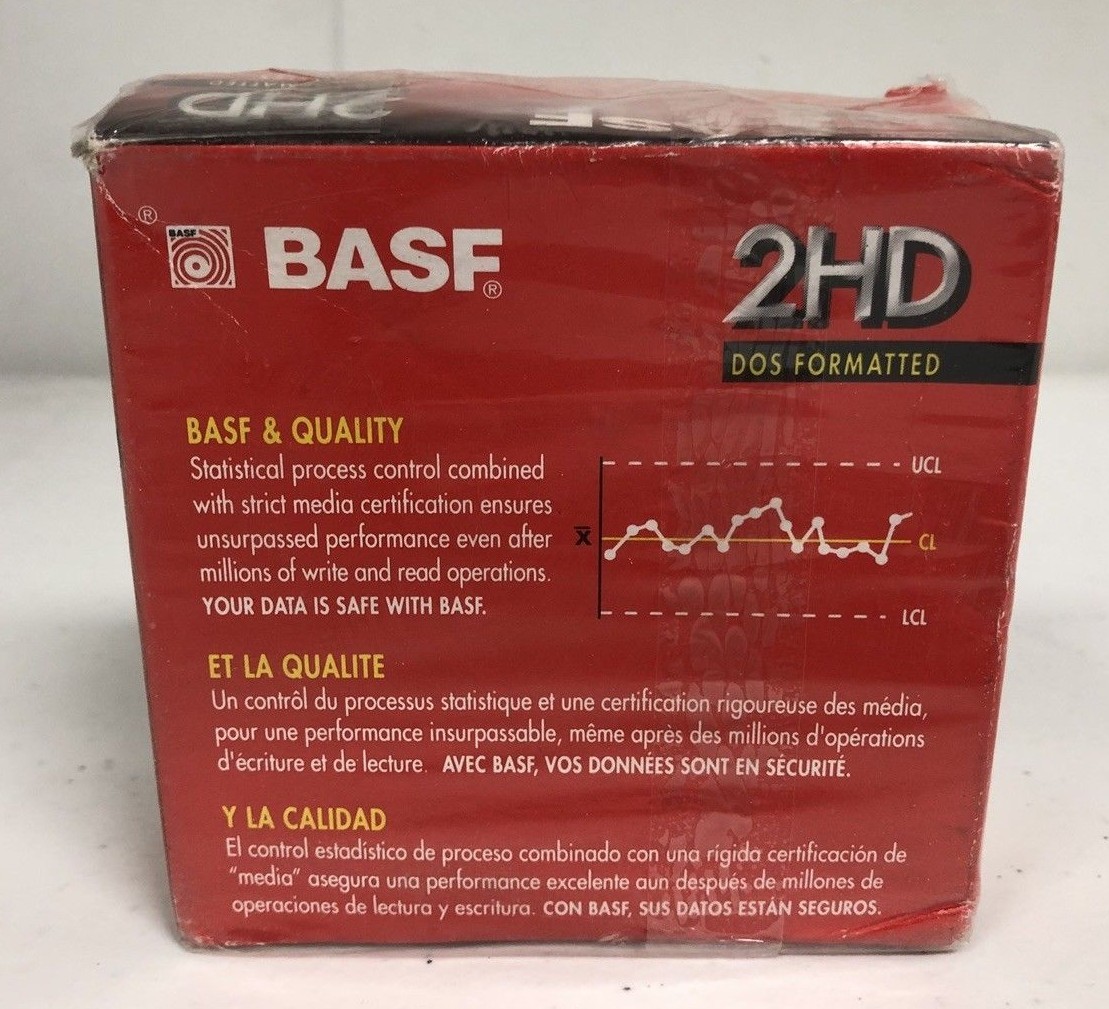 2HD
®
BASF
BASF®
2HD
DOS FORMATTED
BASF & QUALITY
Statistical process control combined
with strict media certification ensures
unsurpassed performance even after
millions of write and read operations.
YOUR DATA IS SAFE WITH BASF.
UCL
X̄
CL
LCL
ET LA QUALITE
Un contrôl du processus statistique et une certification rigoureuse des média,
pour une performance insurpassable, même après des millions d'opérations
d'écriture et de lecture. AVEC BASF, VOS DONNÉES SONT EN SÉCURITÉ.
Y LA CALIDAD
El control estadístico de proceso combinado con una rígida certificación de
"media" asegura una performance excelente aun después de millones de
operaciones de lectura y escritura. CON BASF, SUS DATOS ESTÁN SEGUROS.